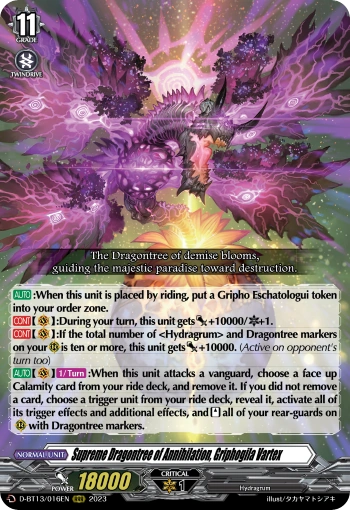 11
GRADE
TWINDRIVE
The Dragontree of demise blooms,
guiding the majestic paradise toward destruction.
AUTO :When this unit is placed by riding, put a Gripho Eschatologui token
into your order zone.
CONT 【 】:During your turn, this unit gets +10000/ +1.
CONT 【 】:If the total number of <Hydragrum> and Dragontree markers
on your is ten or more, this unit gets +10000. (Active on opponent's
turn too)
AUTO 【 】 1/Turn :When this unit attacks a vanguard, choose a face up
Calamity card from your ride deck, and remove it. If you did not remove
a card, choose a trigger unit from your ride deck, reveal it, activate all of
its trigger effects and additional effects, and all of your rear-guards on
with Dragontree markers.
NORMAL UNIT
Supreme Dragontree of Annihilation, Griphogila Vartex
D-BT13/016EN RRR 2023
POWER 18000
CRITICAL
1
Hydragrum
illust/タカヤマトシアキ